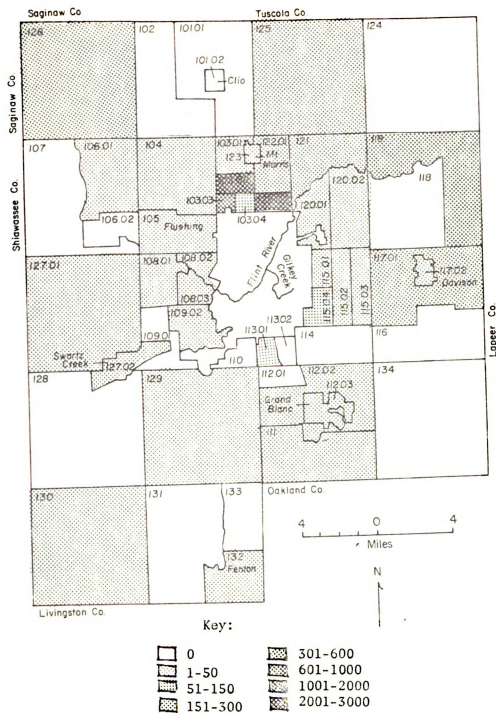 Saginaw Co.
Tuscola Co.
126
102
101.01
125
124
101.02
Clio
Saginaw Co.
107
106.01
104
103.01
122.01
121
119
123
Mt Morris
118
103.03
120.02
Shiawassee Co.
106.02
105
103.04
120.01
Flushing
127.01
108.01
108.02
Flint River
Gilkey Creek
115.01
117.01
117.02
Davison
108.03
115.04
115.02
115.03
109.02
113.02
109.0
113.01
114
116
Lapeer Co.
Swartz Creek
127.02
110
128
129
112.01
112.02
134
112.03
Grand Blanc
111
130
131
133
Oakland Co.
4 0 4
Miles
132
Fenton
N
Livingston Co.
Key:
0
301-600
1-50
601-1000
51-150
1001-2000
151-300
2001-3000